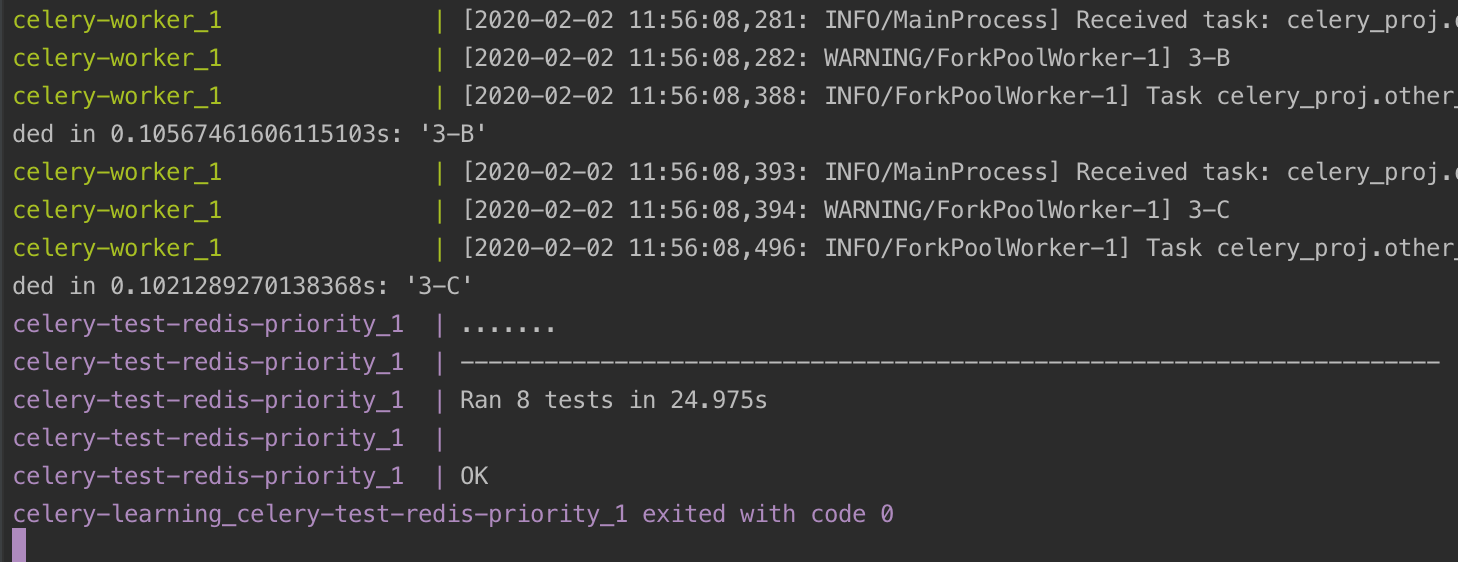 celery-worker_1 | [2020-02-02 11:56:08,281: INFO/MainProcess] Received task: celery_proj.
celery-worker_1 | [2020-02-02 11:56:08,282: WARNING/ForkPoolWorker-1] 3-B
celery-worker_1 | [2020-02-02 11:56:08,388: INFO/ForkPoolWorker-1] Task celery_proj.other_
ded in 0.10567461606115103s: '3-B'
celery-worker_1 | [2020-02-02 11:56:08,393: INFO/MainProcess] Received task: celery_proj.
celery-worker_1 | [2020-02-02 11:56:08,394: WARNING/ForkPoolWorker-1] 3-C
celery-worker_1 | [2020-02-02 11:56:08,496: INFO/ForkPoolWorker-1] Task celery_proj.other_
ded in 0.1021289270138368s: '3-C'
celery-test-redis-priority_1 | .......
celery-test-redis-priority_1 | ----------------------------------------------------------------------
celery-test-redis-priority_1 | Ran 8 tests in 24.975s
celery-test-redis-priority_1 |
celery-test-redis-priority_1 | OK
celery-learning_celery-test-redis-priority_1 exited with code 0